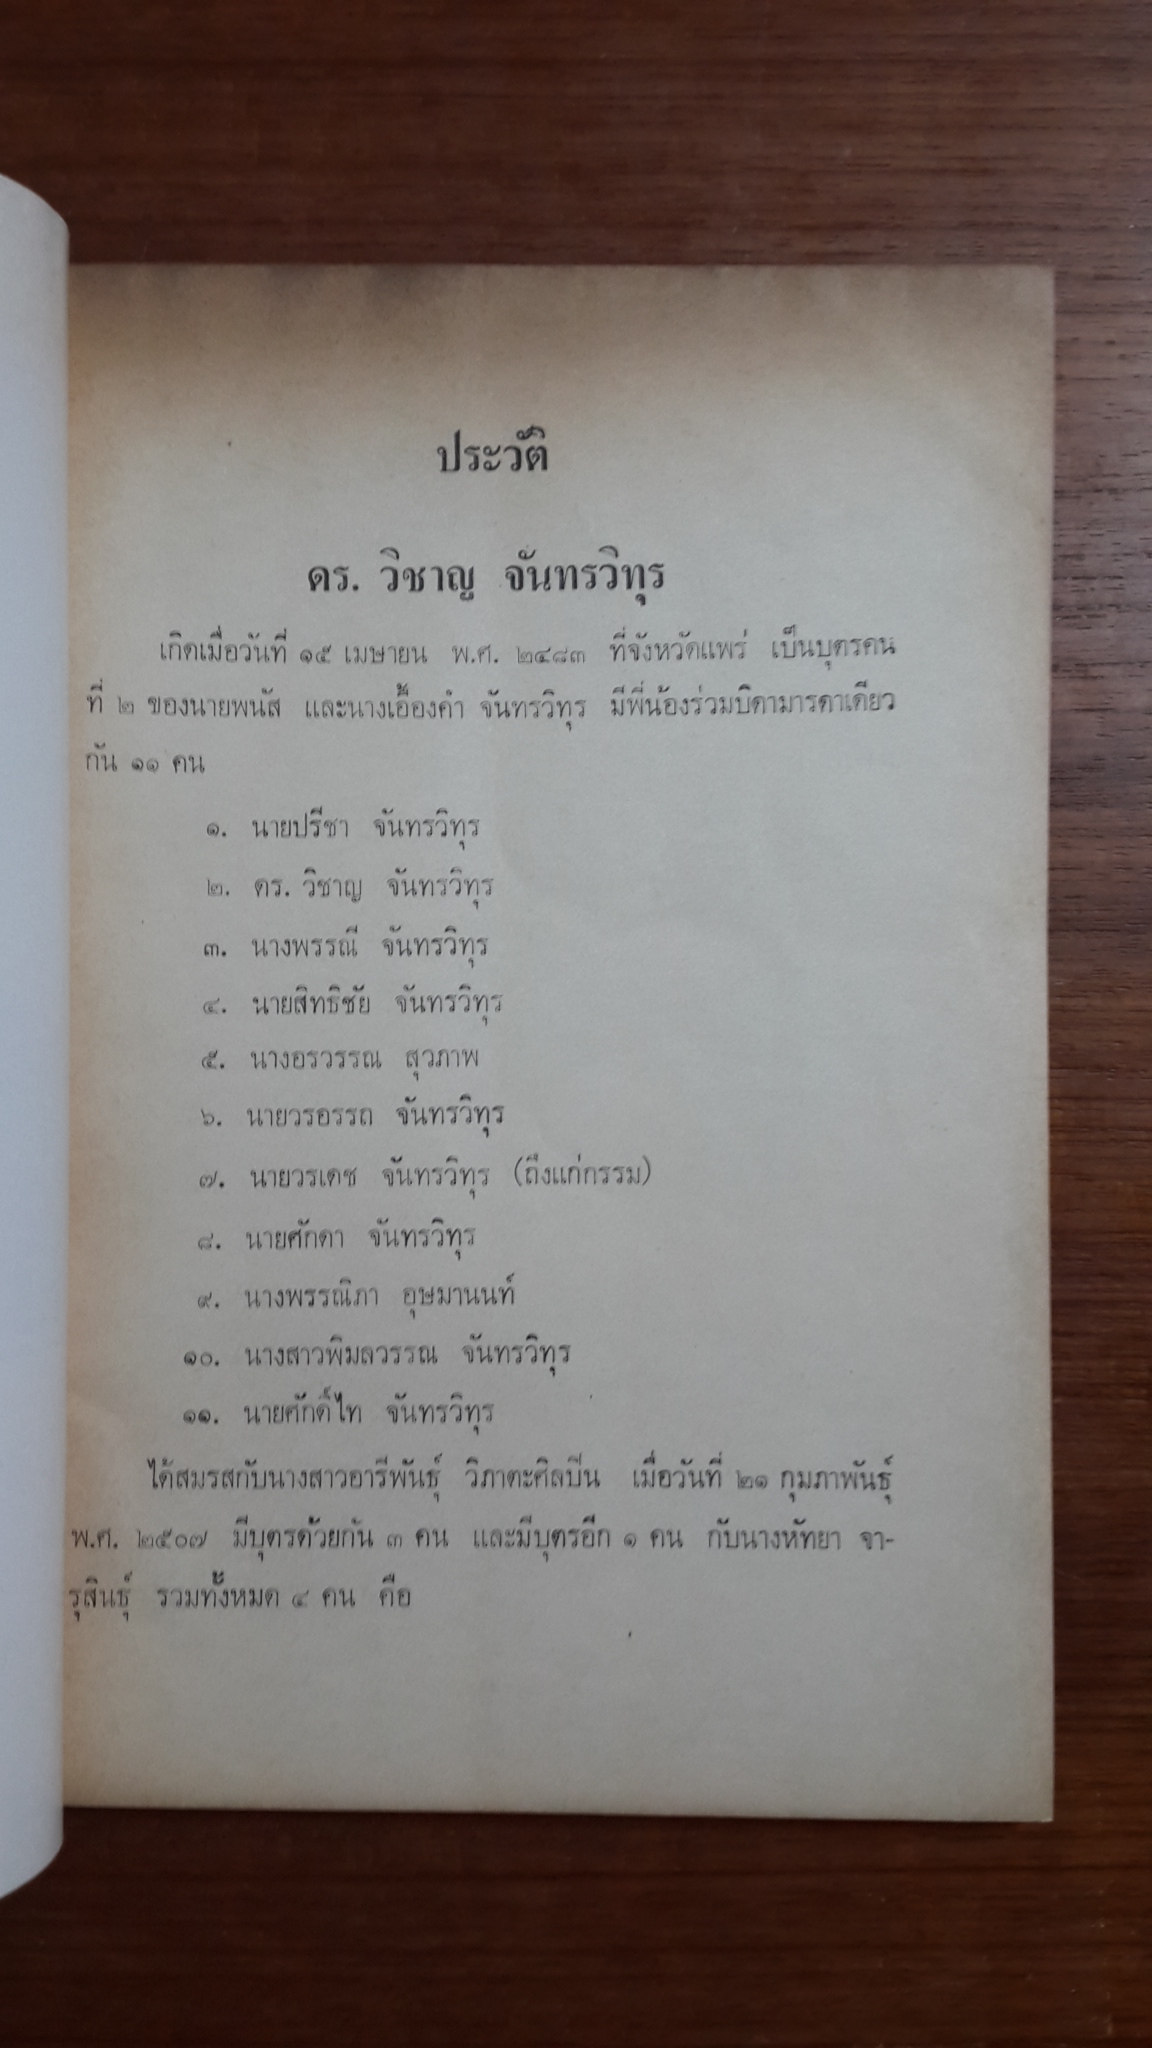 ประวัติ
ดร. วิชาญ จันทรวิทุร
เกิดเมื่อวันที่ ๑๕ เมษายน พ.ศ. ๒๔๘๓ ที่จังหวัดแพร่ เป็นบุตรคน
ที่ ๒ ของนายพนัส และนางเอื้องคำ จันทรวิทุร มีพี่น้องร่วมบิดามารดาเดียว
กัน ๑๑ คน
๑. นายปรีชา จันทรวิทุร
๒. ดร. วิชาญ จันทรวิทุร
๓. นางพรรณี จันทรวิทุร
๔. นายสิทธิชัย จันทรวิทุร
๕. นางอรวรรณ สุวภาพ
๖. นายวรอรรถ จันทรวิทุร
๗. นายวรเดช จันทรวิทุร (ถึงแก่กรรม)
๘. นายศักดา จันทรวิทุร
๙. นางพรรณิภา อุษมานนท์
๑๐. นางสาวพิมลวรรณ จันทรวิทุร
๑๑. นายศักดิ์ไท จันทรวิทุร
ได้สมรสกับนางสาวอารีพันธุ์ วิภาตะศิลปีน เมื่อวันที่ ๒๑ กุมภาพันธุ์
พ.ศ. ๒๕๐๗ มีบุตรด้วยกัน ๓ คน และมีบุตรอีก ๑ คน กับนางหัทยา จา-
รุสินธุ์ รวมทั้งหมด ๔ คน คือ